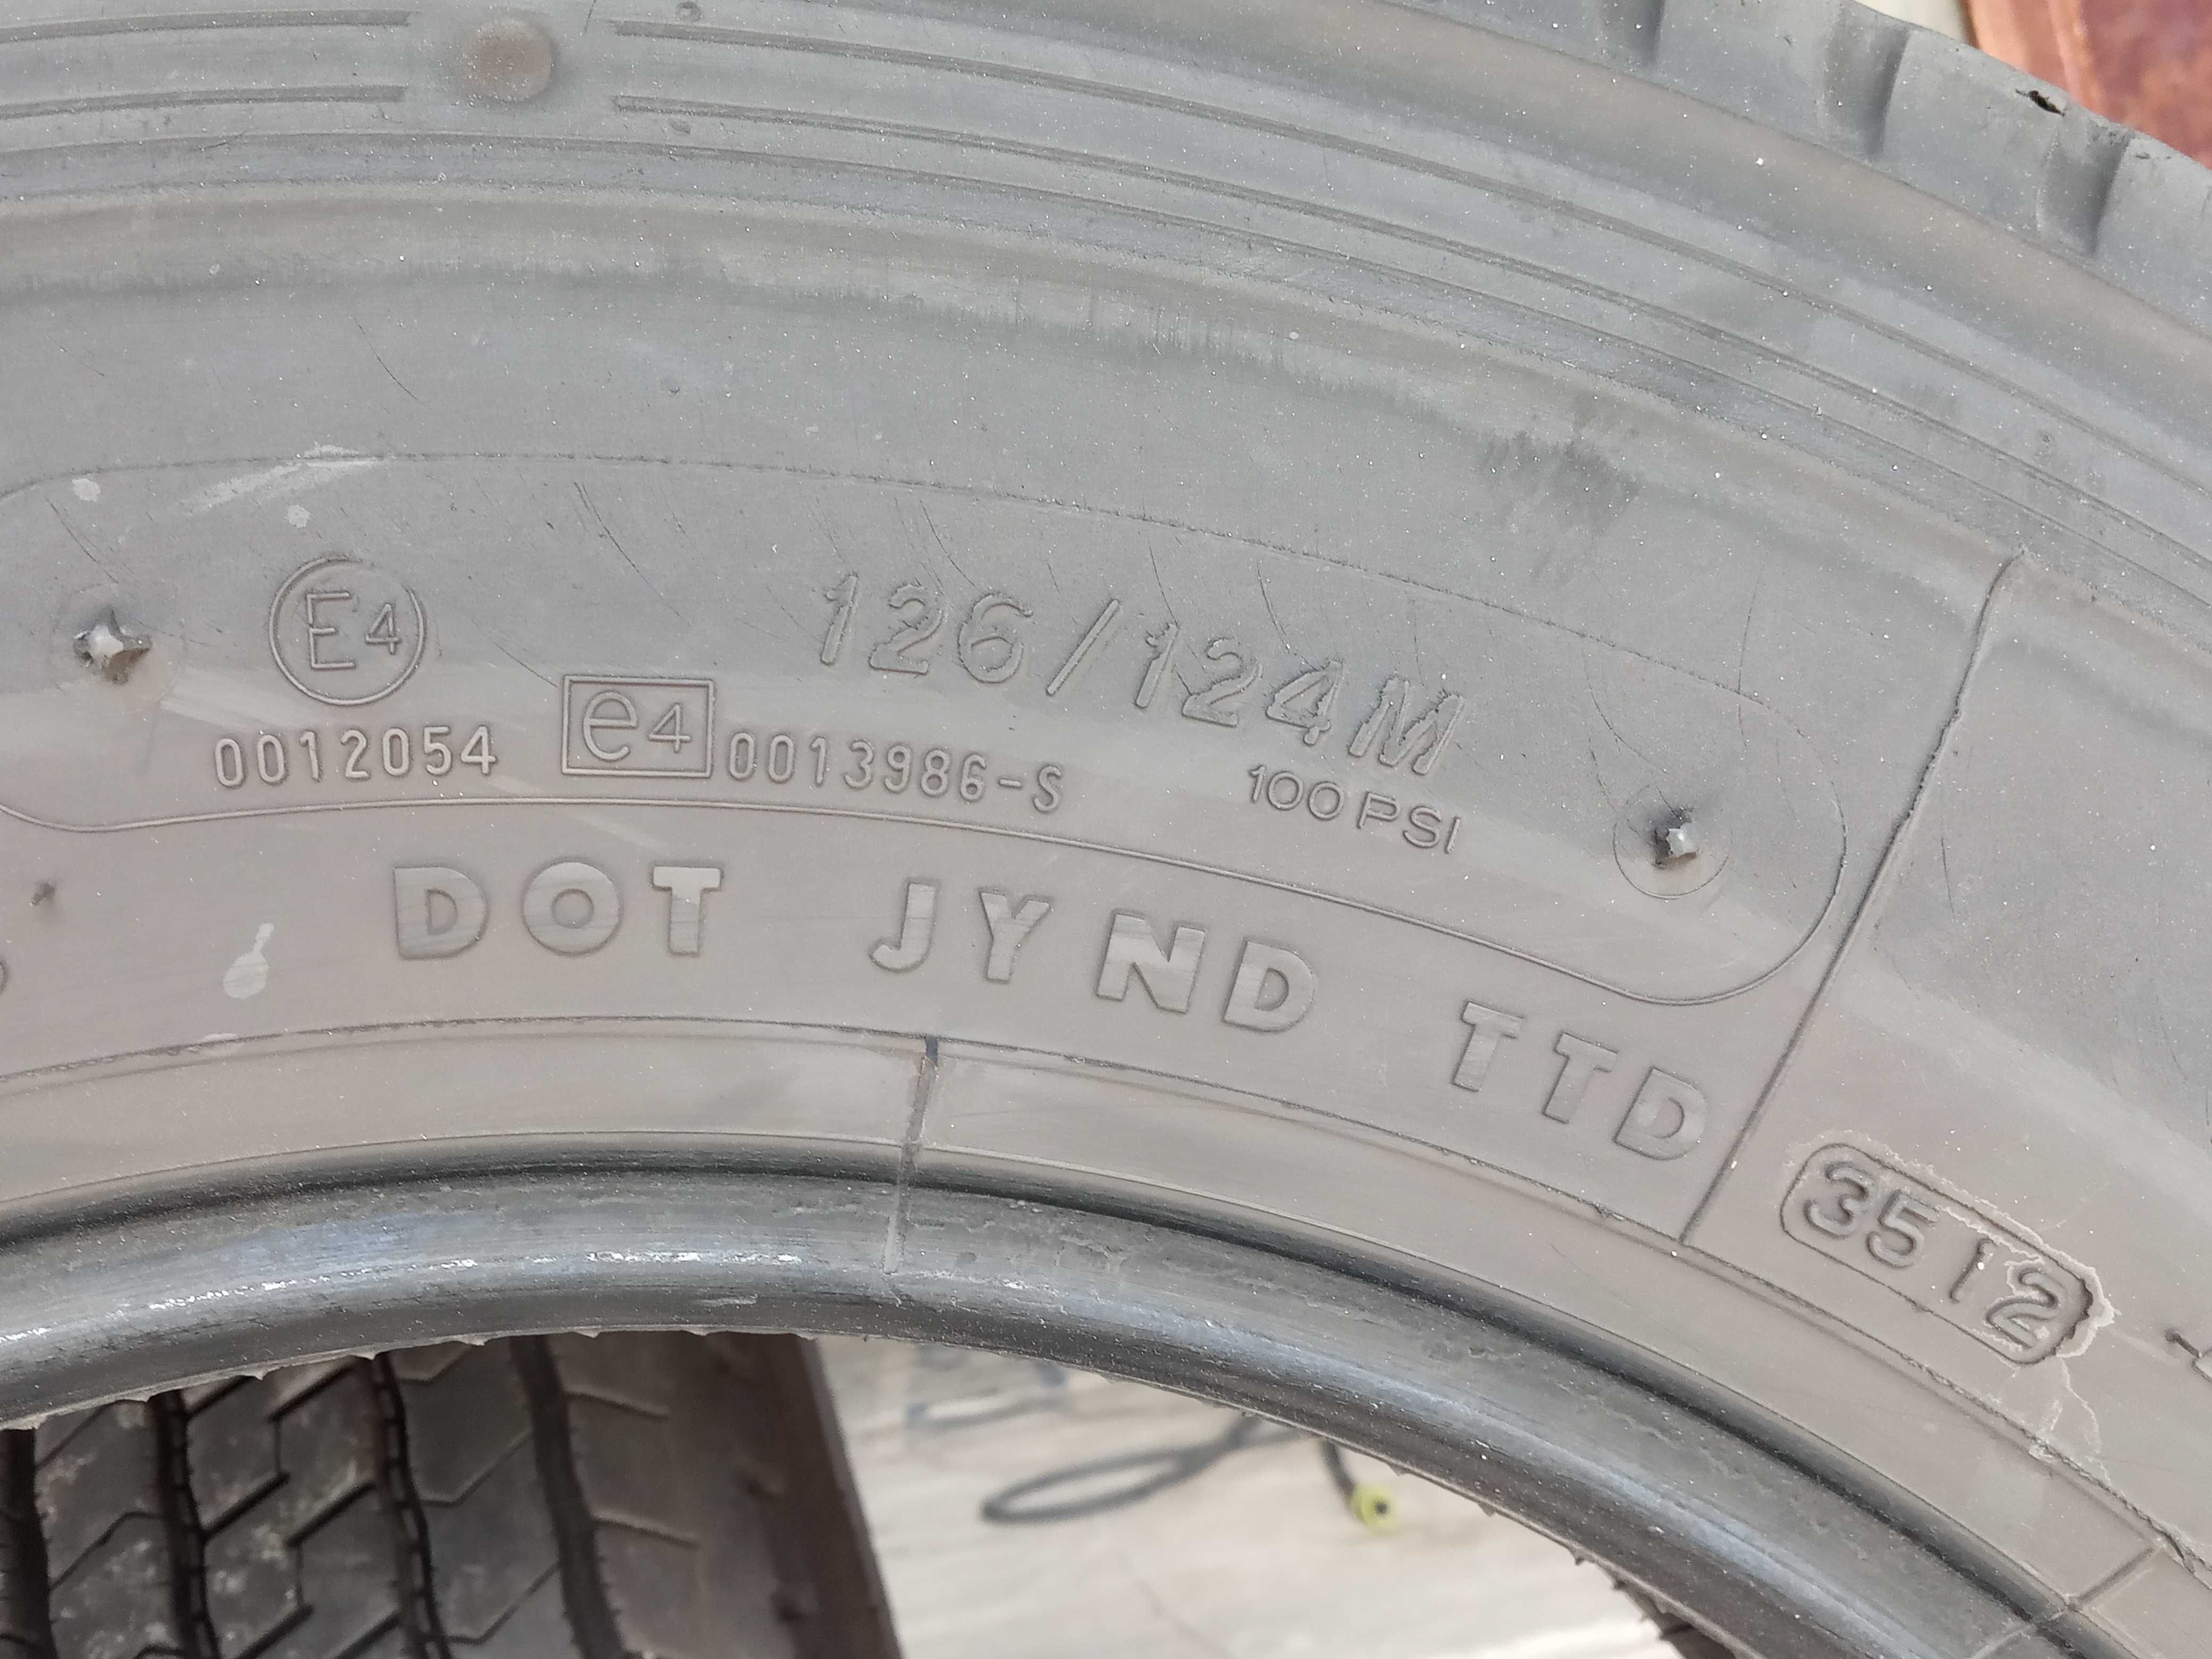 E4
0012054
e4 0013986-S
126/124M
100 PSI
DOT JYND TTD
3512